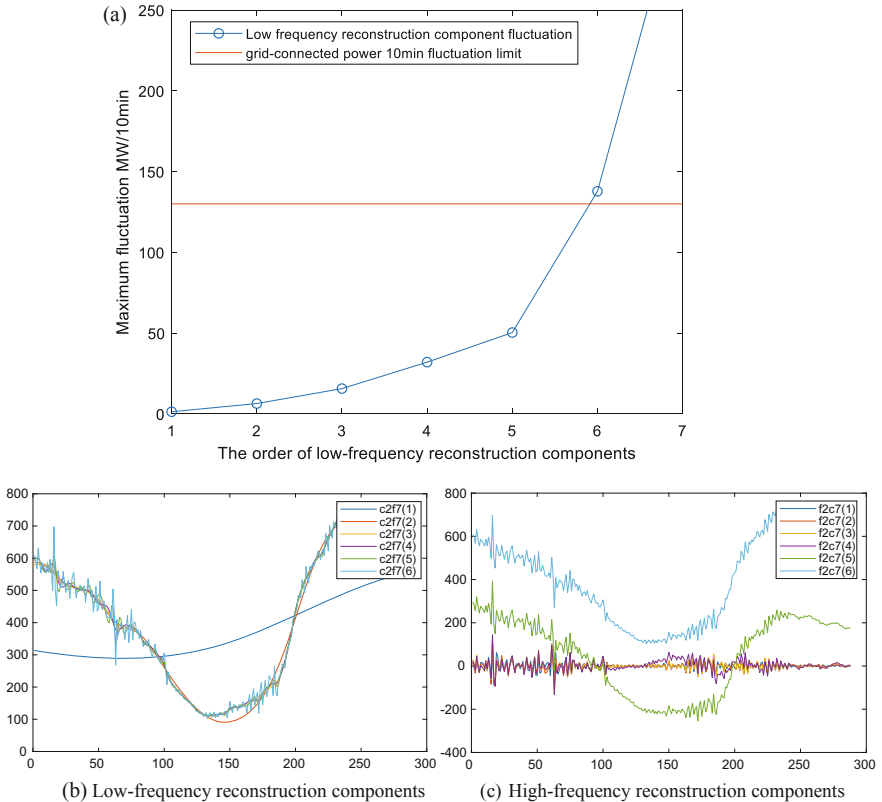 (a)
Low frequency reconstruction component fluctuation
grid-connected power 10min fluctuation limit
250
200
150
100
50
0
Maximum fluctuation MW/10min
1 2 3 4 5 6 7
The order of low-frequency reconstruction components
800
700
600
500
400
300
200
100
0
0 50 100 150 200 250 300
c2f7(1)
c2f7(2)
c2f7(3)
c2f7(4)
c2f7(5)
c2f7(6)
(b) Low-frequency reconstruction components
800
600
400
200
0
-200
-400
0 50 100 150 200 250 300
f2c7(1)
f2c7(2)
f2c7(3)
f2c7(4)
f2c7(5)
f2c7(6)
(c) High-frequency reconstruction components